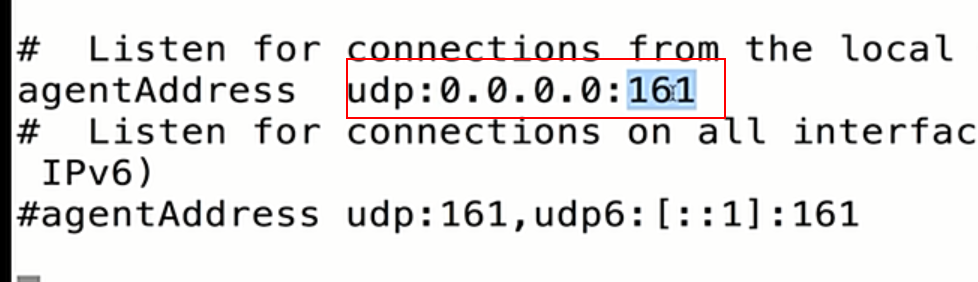 #  Listen for connections from the local
agentAddress  udp:0.0.0.0:161
#  Listen for connections on all interfac
 IPv6)
#agentAddress udp:161,udp6:[::1]:161